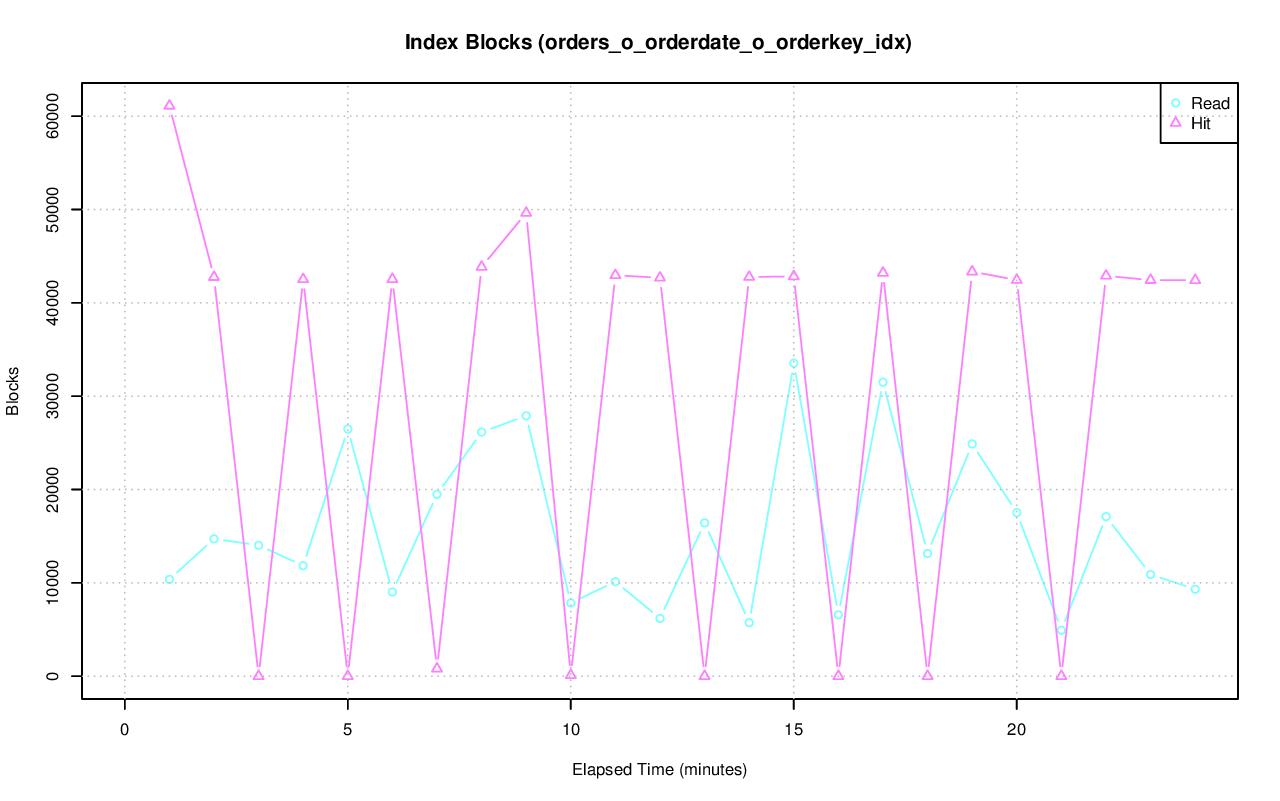 Index Blocks (orders_o_orderdate_o_orderkey_idx)
Read
Hit
60000
50000
40000
30000
20000
10000
0
Blocks
0 5 10 15 20
Elapsed Time (minutes)